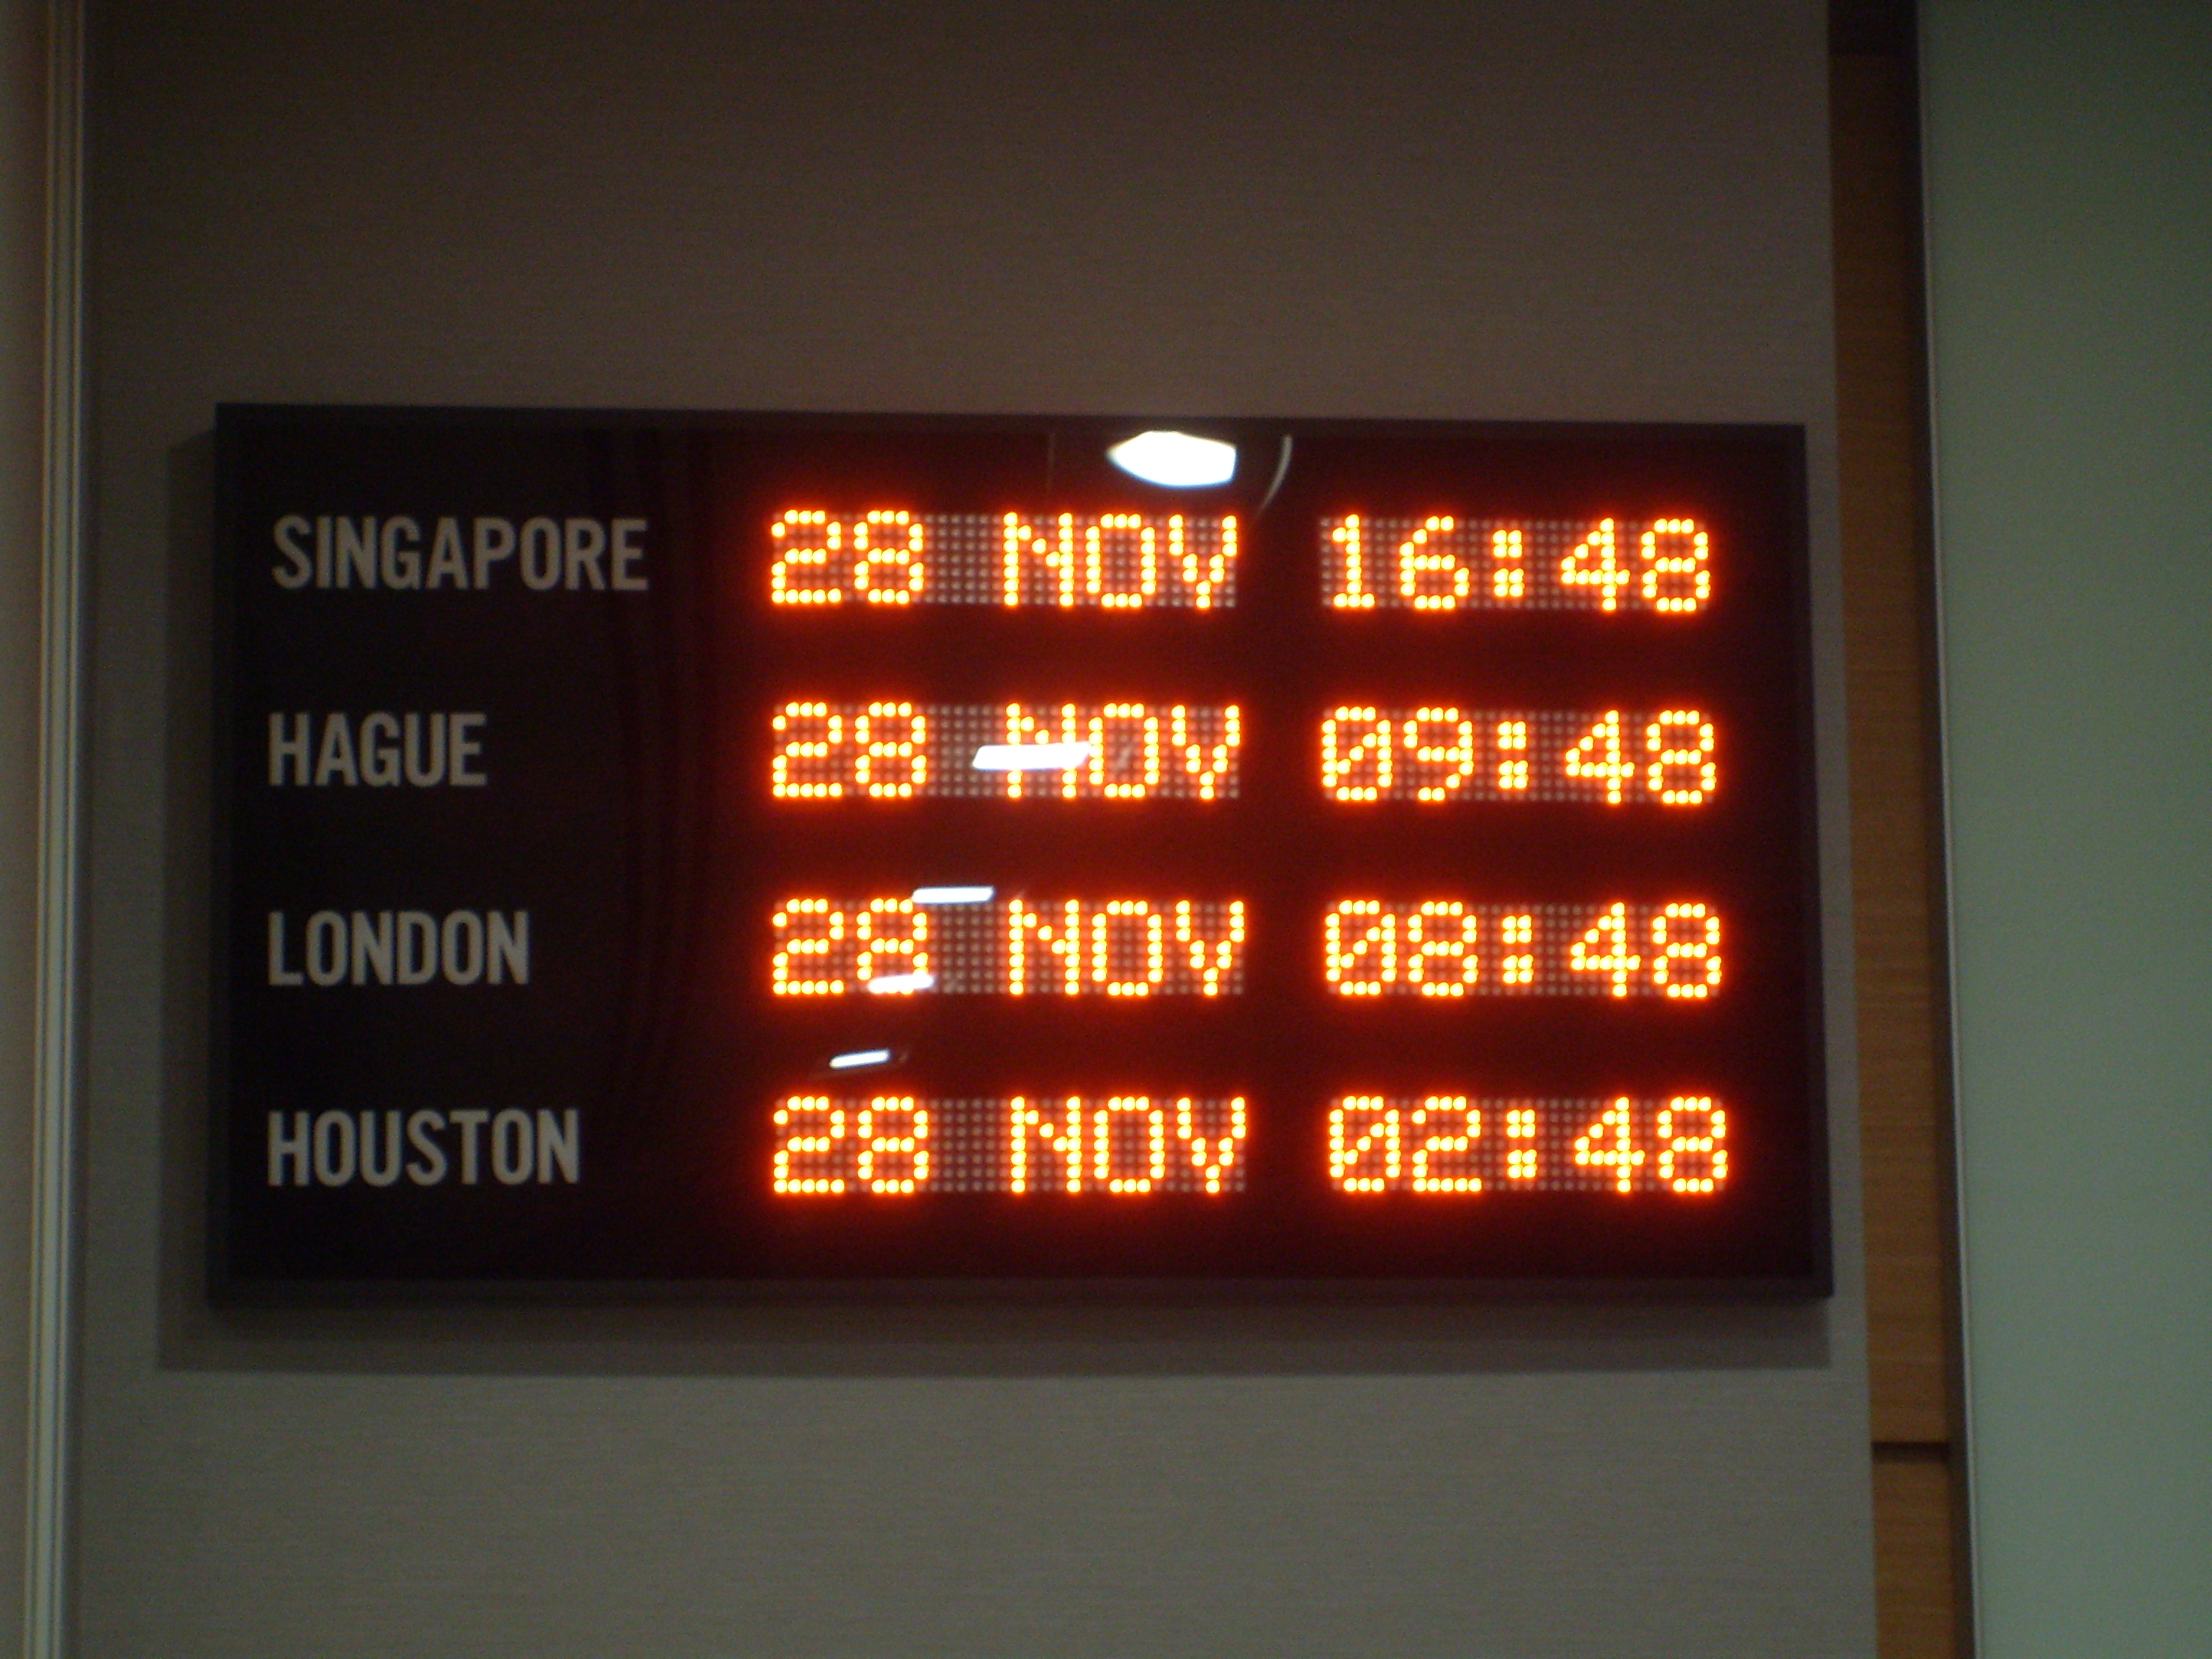 SINGAPORE 28 NOV 16:48
HAGUE 28 NOV 09:48
LONDON 28 NOV 08:48
HOUSTON 28 NOV 02:48